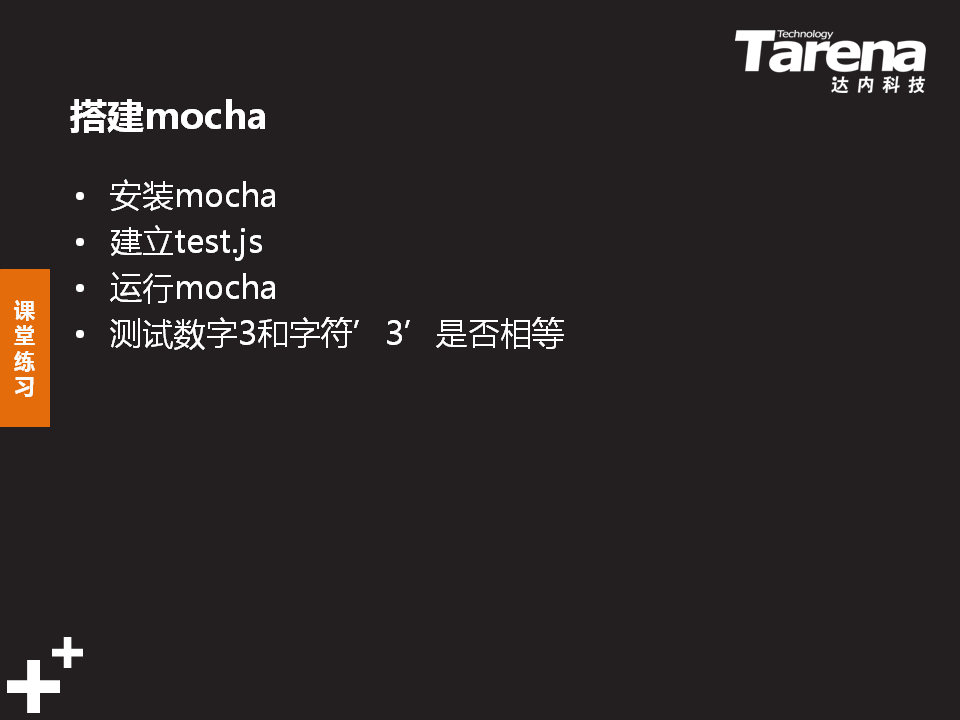 Technology
Tarena
达内科技
搭建mocha
• 安装mocha
• 建立test.js
• 运行mocha
• 测试数字3和字符’3’是否相等
课堂练习